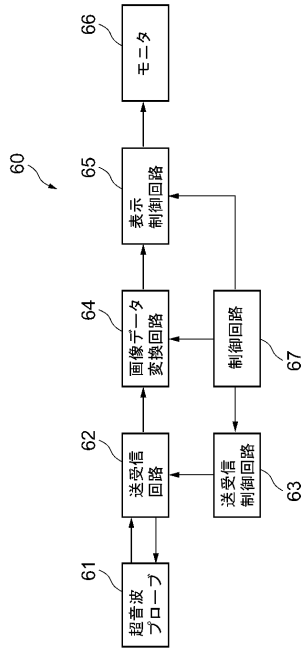 60
61
超音波
プローブ
62
送受信
回路
64
画像データ
変換回路
65
表示
制御回路
66
モニタ
63
送受信
制御回路
67
制御回路